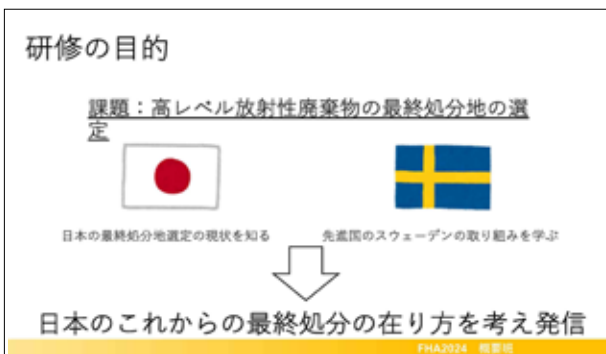 研修の目的
課題：高レベル放射性廃棄物の最終処分地の選
定
日本の最終処分地選定の現状を知る
先進国のスウェーデンの取り組みを学ぶ
日本のこれからの最終処分の在り方を考え発信
FHA2024 概要班